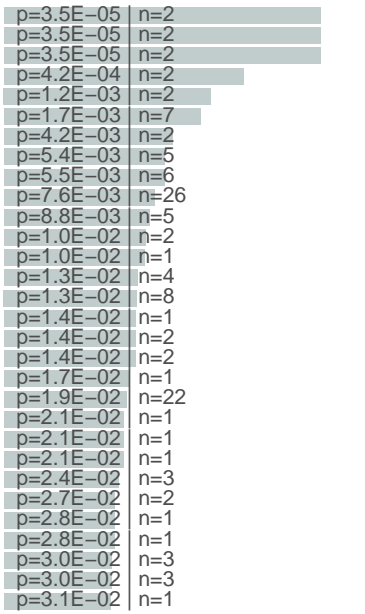 p=3.5E−05 | n=2
p=3.5E−05 | n=2
p=3.5E−05 | n=2
p=4.2E−04 | n=2
p=1.2E−03 | n=2
p=1.7E−03 | n=7
p=4.2E−03 | n=2
p=5.4E−03 | n=5
p=5.5E−03 | n=6
p=7.6E−03 | n=26
p=8.8E−03 | n=5
p=1.0E−02 | n=2
p=1.0E−02 | n=1
p=1.3E−02 | n=4
p=1.3E−02 | n=8
p=1.4E−02 | n=1
p=1.4E−02 | n=2
p=1.4E−02 | n=2
p=1.7E−02 | n=1
p=1.9E−02 | n=22
p=2.1E−02 | n=1
p=2.1E−02 | n=1
p=2.1E−02 | n=1
p=2.4E−02 | n=3
p=2.7E−02 | n=2
p=2.8E−02 | n=1
p=2.8E−02 | n=1
p=3.0E−02 | n=3
p=3.0E−02 | n=3
p=3.1E−02 | n=1